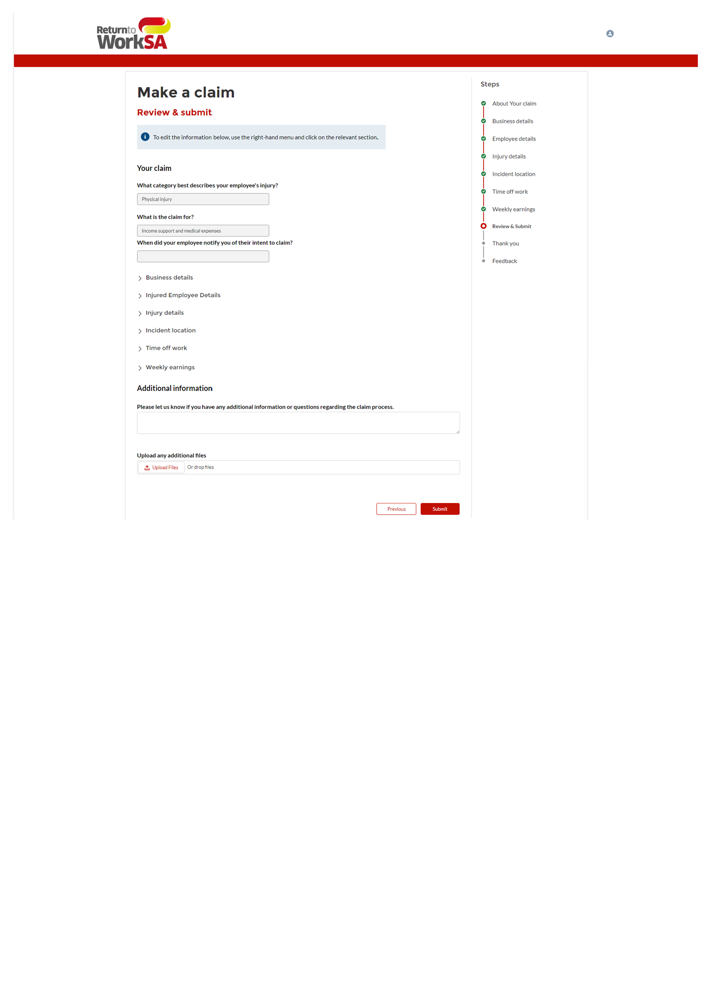 Returnto
WorkSA
Make a claim
Review & submit
To edit the information below, use the right-hand menu and click on the relevant section.
Your claim
What category best describes your employee's injury?
Physical injury
What is the claim for?
Income support and medical expenses
When did your employee notify you of their intent to claim?
Business details
Injured Employee Details
Injury details
Incident location
Time off work
Weekly earnings
Additional information
Please let us know if you have any additional information or questions regarding the claim process.
Upload any additional files
Upload Files Or drop files
Previous Submit
Steps
About Your claim
Business details
Employee details
Injury details
Incident location
Time off work
Weekly earnings
Review & Submit
Thank you
Feedback